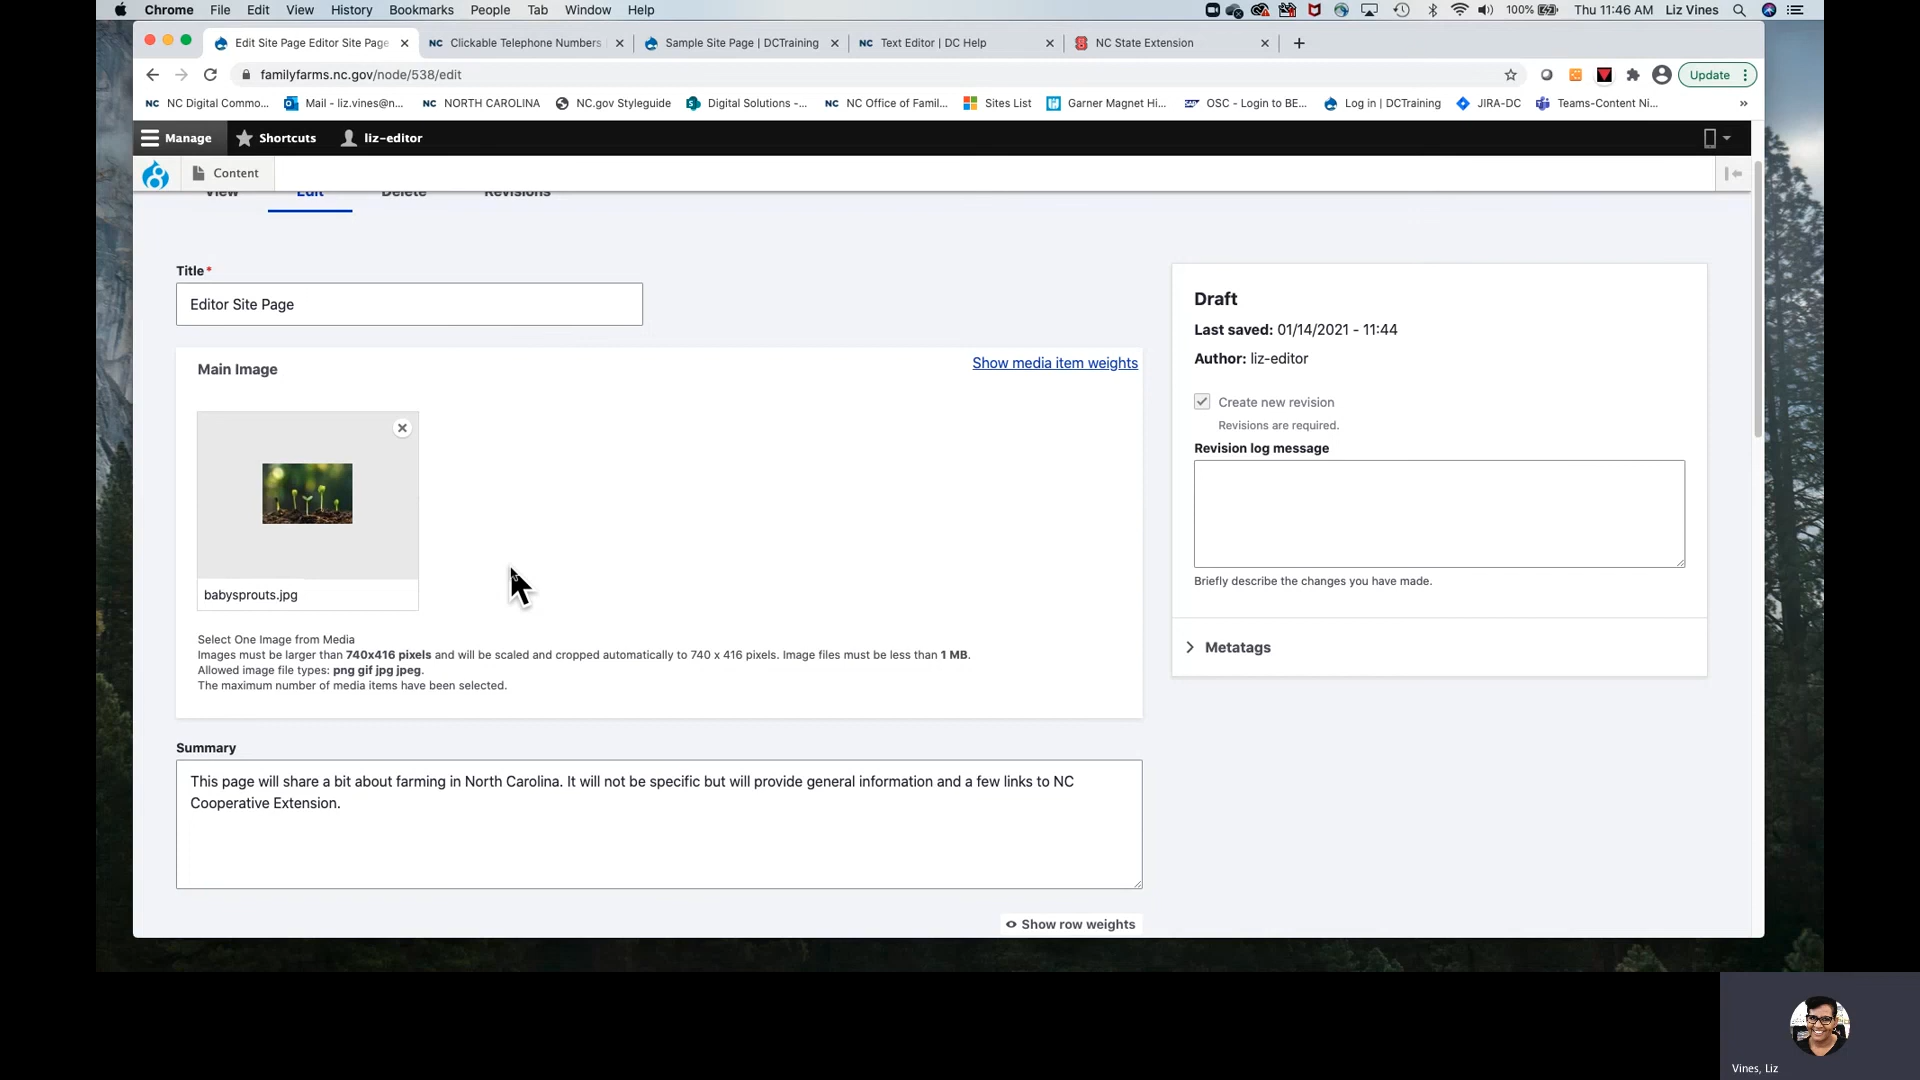 Chrome File Edit View History Bookmarks People Tab Window Help 100% Thu 11:46 AM Liz Vines
Edit Site Page Editor Site Page NC Clickable Telephone Numbers Sample Site Page | DCTraining NC Text Editor | DC Help NC State Extension
familyfarms.nc.gov/node/538/edit Update
NC NC Digital Commo... Mail - liz.vines@n... NC NORTH CAROLINA NC.gov Styleguide Digital Solutions -... NC NC Office of Famil... Sites List Garner Magnet Hi... SAP OSC - Login to BE... Log in | DCTraining JIRA-DC Teams-Content Ni... »
Manage Shortcuts liz-editor
Content
View Edit Delete Revisions
Title*
Editor Site Page
Main Image
Show media item weights
babysprouts.jpg
Select One Image from Media
Images must be larger than 740x416 pixels and will be scaled and cropped automatically to 740 x 416 pixels. Image files must be less than 1 MB.
Allowed image file types: png gif jpg jpeg.
The maximum number of media items have been selected.
Summary
This page will share a bit about farming in North Carolina. It will not be specific but will provide general information and a few links to NC
Cooperative Extension.
Show row weights
Draft
Last saved: 01/14/2021 - 11:44
Author: liz-editor
Create new revision
Revisions are required.
Revision log message
Briefly describe the changes you have made.
Metatags
Vines, Liz